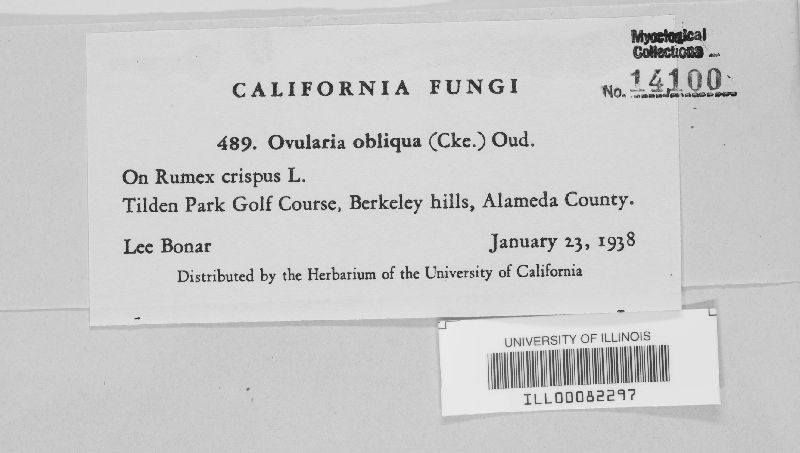 Mycological
Collections
No. 14,100
CALIFORNIA FUNGI
489. Ovularia obliqua (Cke.) Oud.
On Rumex crispus L.
Tilden Park Golf Course, Berkeley hills, Alameda County.
Lee Bonar January 23, 1938
Distributed by the Herbarium of the University of California
UNIVERSITY OF ILLINOIS
ILL00082297